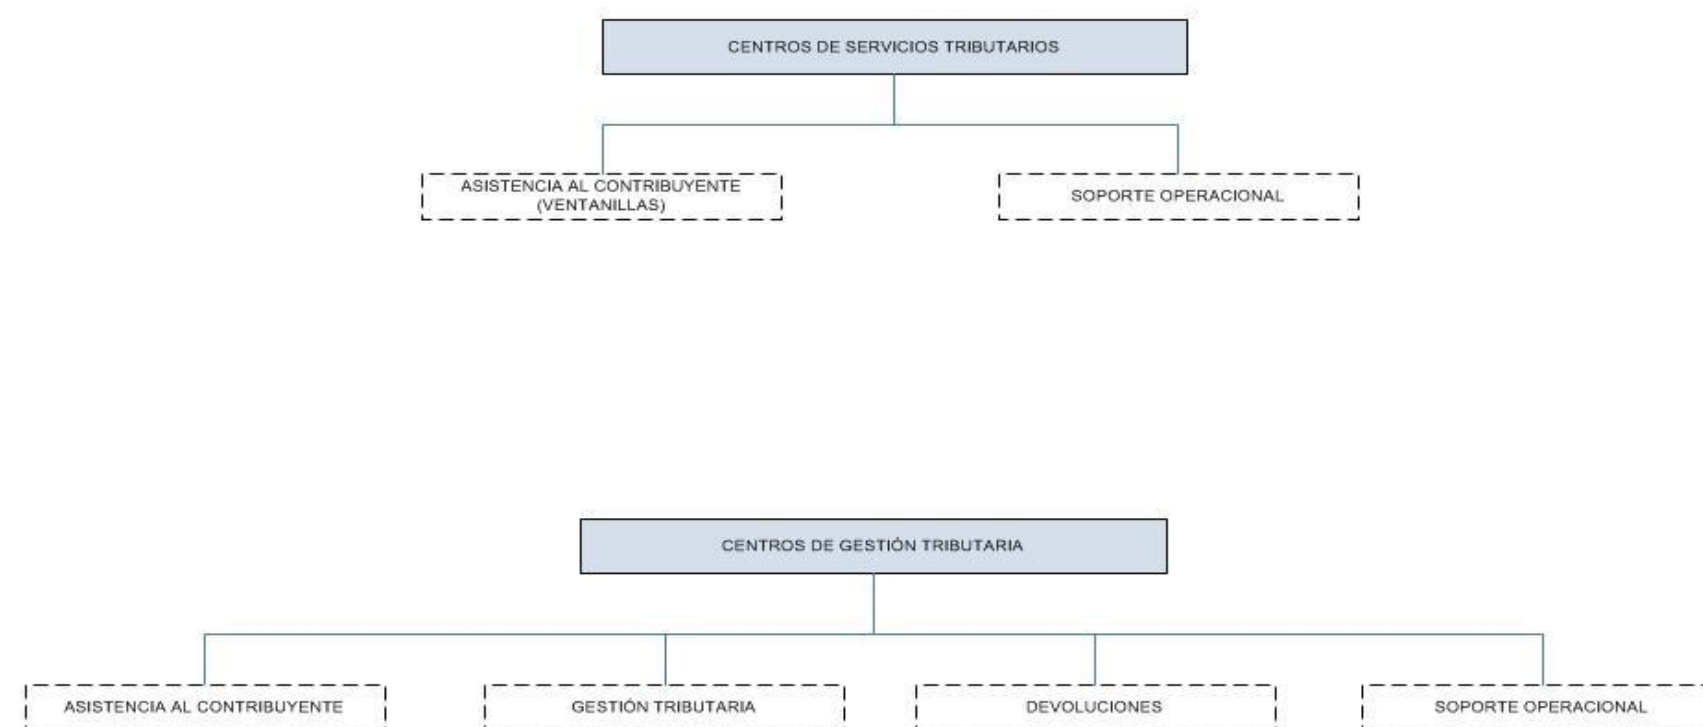 CENTROS DE SERVICIOS TRIBUTARIOS
ASISTENCIA AL CONTRIBUYENTE
(VENTANILLAS)
SOPORTE OPERACIONAL
CENTROS DE GESTIÓN TRIBUTARIA
ASISTENCIA AL CONTRIBUYENTE
GESTIÓN TRIBUTARIA
DEVOLUCIONES
SOPORTE OPERACIONAL